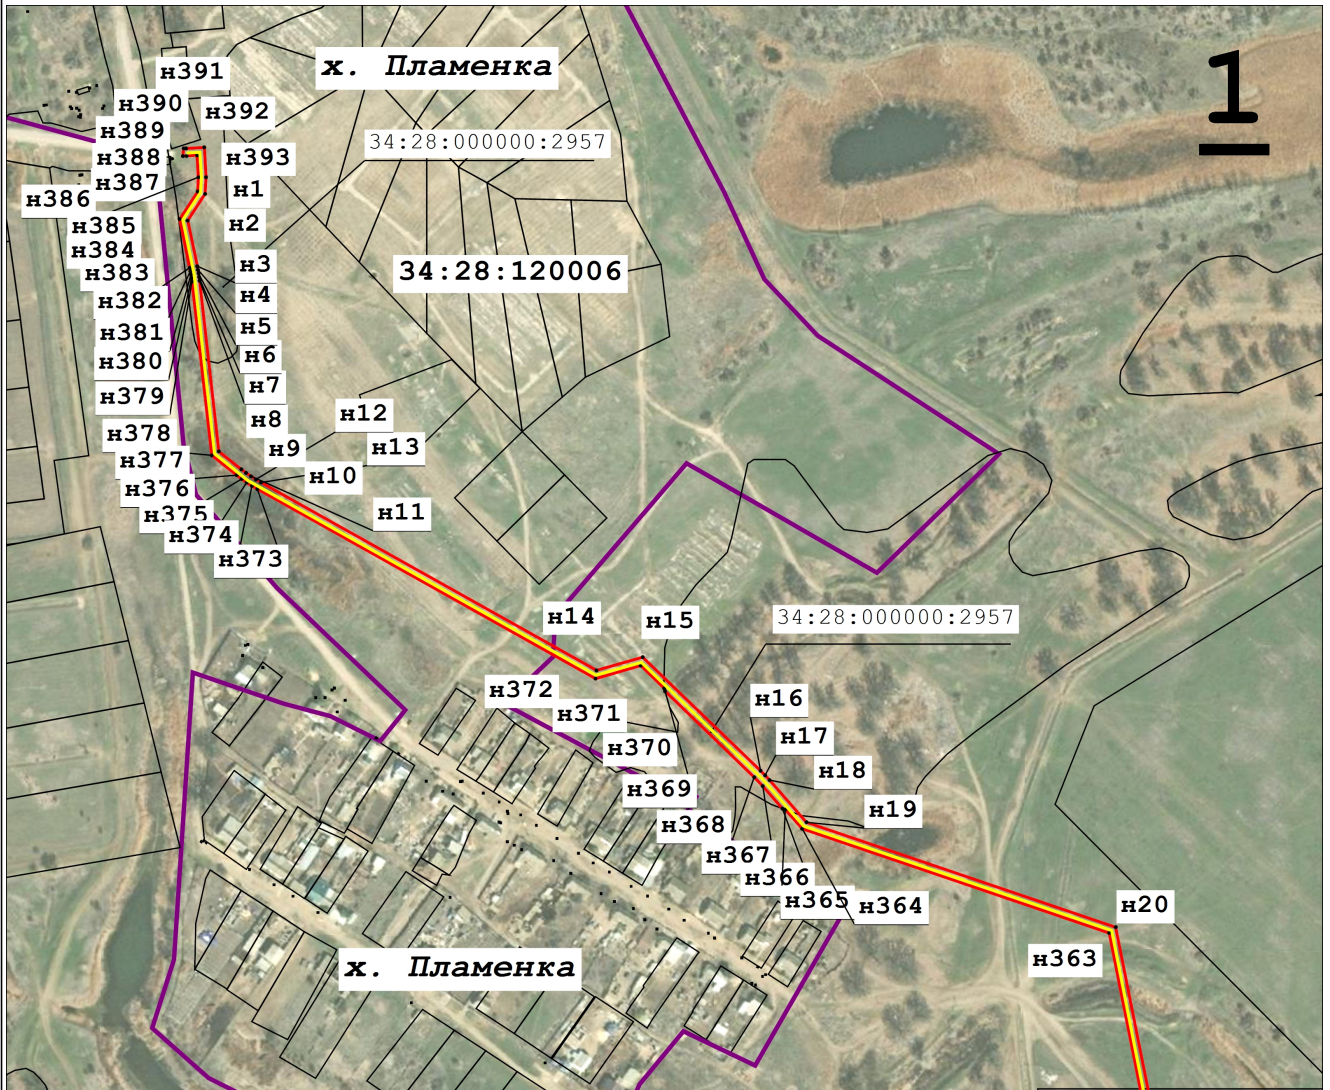 н391
х. Пламенка
1
н390
н392
н389
34:28:000000:2957
н388
н393
н387
н1
н386
н2
н385
н384
н3
н383
34:28:120006
н4
н382
н5
н381
н6
н380
н7
н379
н12
н8
н378
н9
н13
н377
н10
н376
н11
н375
н374
н373
н14
н15
34:28:000000:2957
н372
н16
н371
н17
н370
н18
н369
н19
н368
н367
н366
н365
н364
н20
н363
х. Пламенка